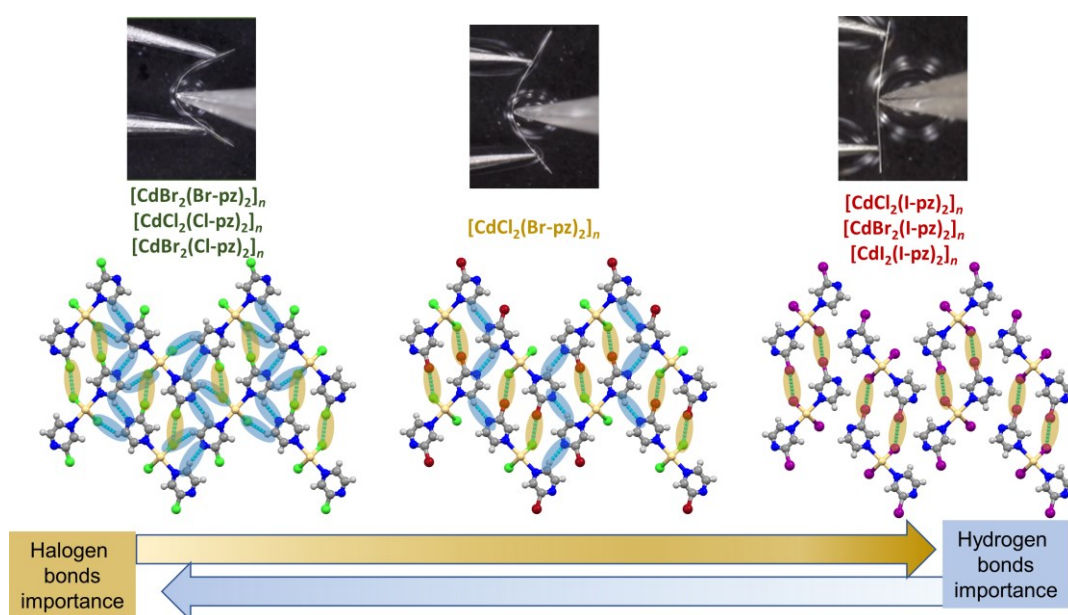 [CdBr₂(Br-pz)₂]ₙ
[CdCl₂(Cl-pz)₂]ₙ
[CdBr₂(Cl-pz)₂]ₙ
[CdCl₂(Br-pz)₂]ₙ
[CdCl₂(I-pz)₂]ₙ
[CdBr₂(I-pz)₂]ₙ
[CdI₂(I-pz)₂]ₙ
Halogen
bonds
importance
Hydrogen
bonds
importance